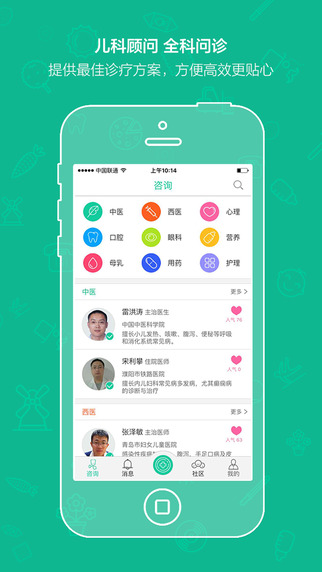 儿科顾问 全科问诊
提供最佳诊疗方案，方便高效更贴心
中国联通 上午10:14
咨询
中医 西医 心理
口腔 眼科 营养
母乳 用药 护理
中医 更多
雷洪涛 主治医生
中国中医科学院
擅长小儿发热、咳嗽、腹泻、便秘等呼吸
和消化系统常见病。
人气 76
宋利攀 住院医师
濮阳市铁路医院
擅长内儿妇科常见病多发病，尤其癫痫病
的诊断与治疗
人气 0
西医 更多
张泽敏 主治医师
青岛市妇女儿童医院
感染性疾病
腹泻、手足口病及皮
人气 63
咨询 消息 社区 我的